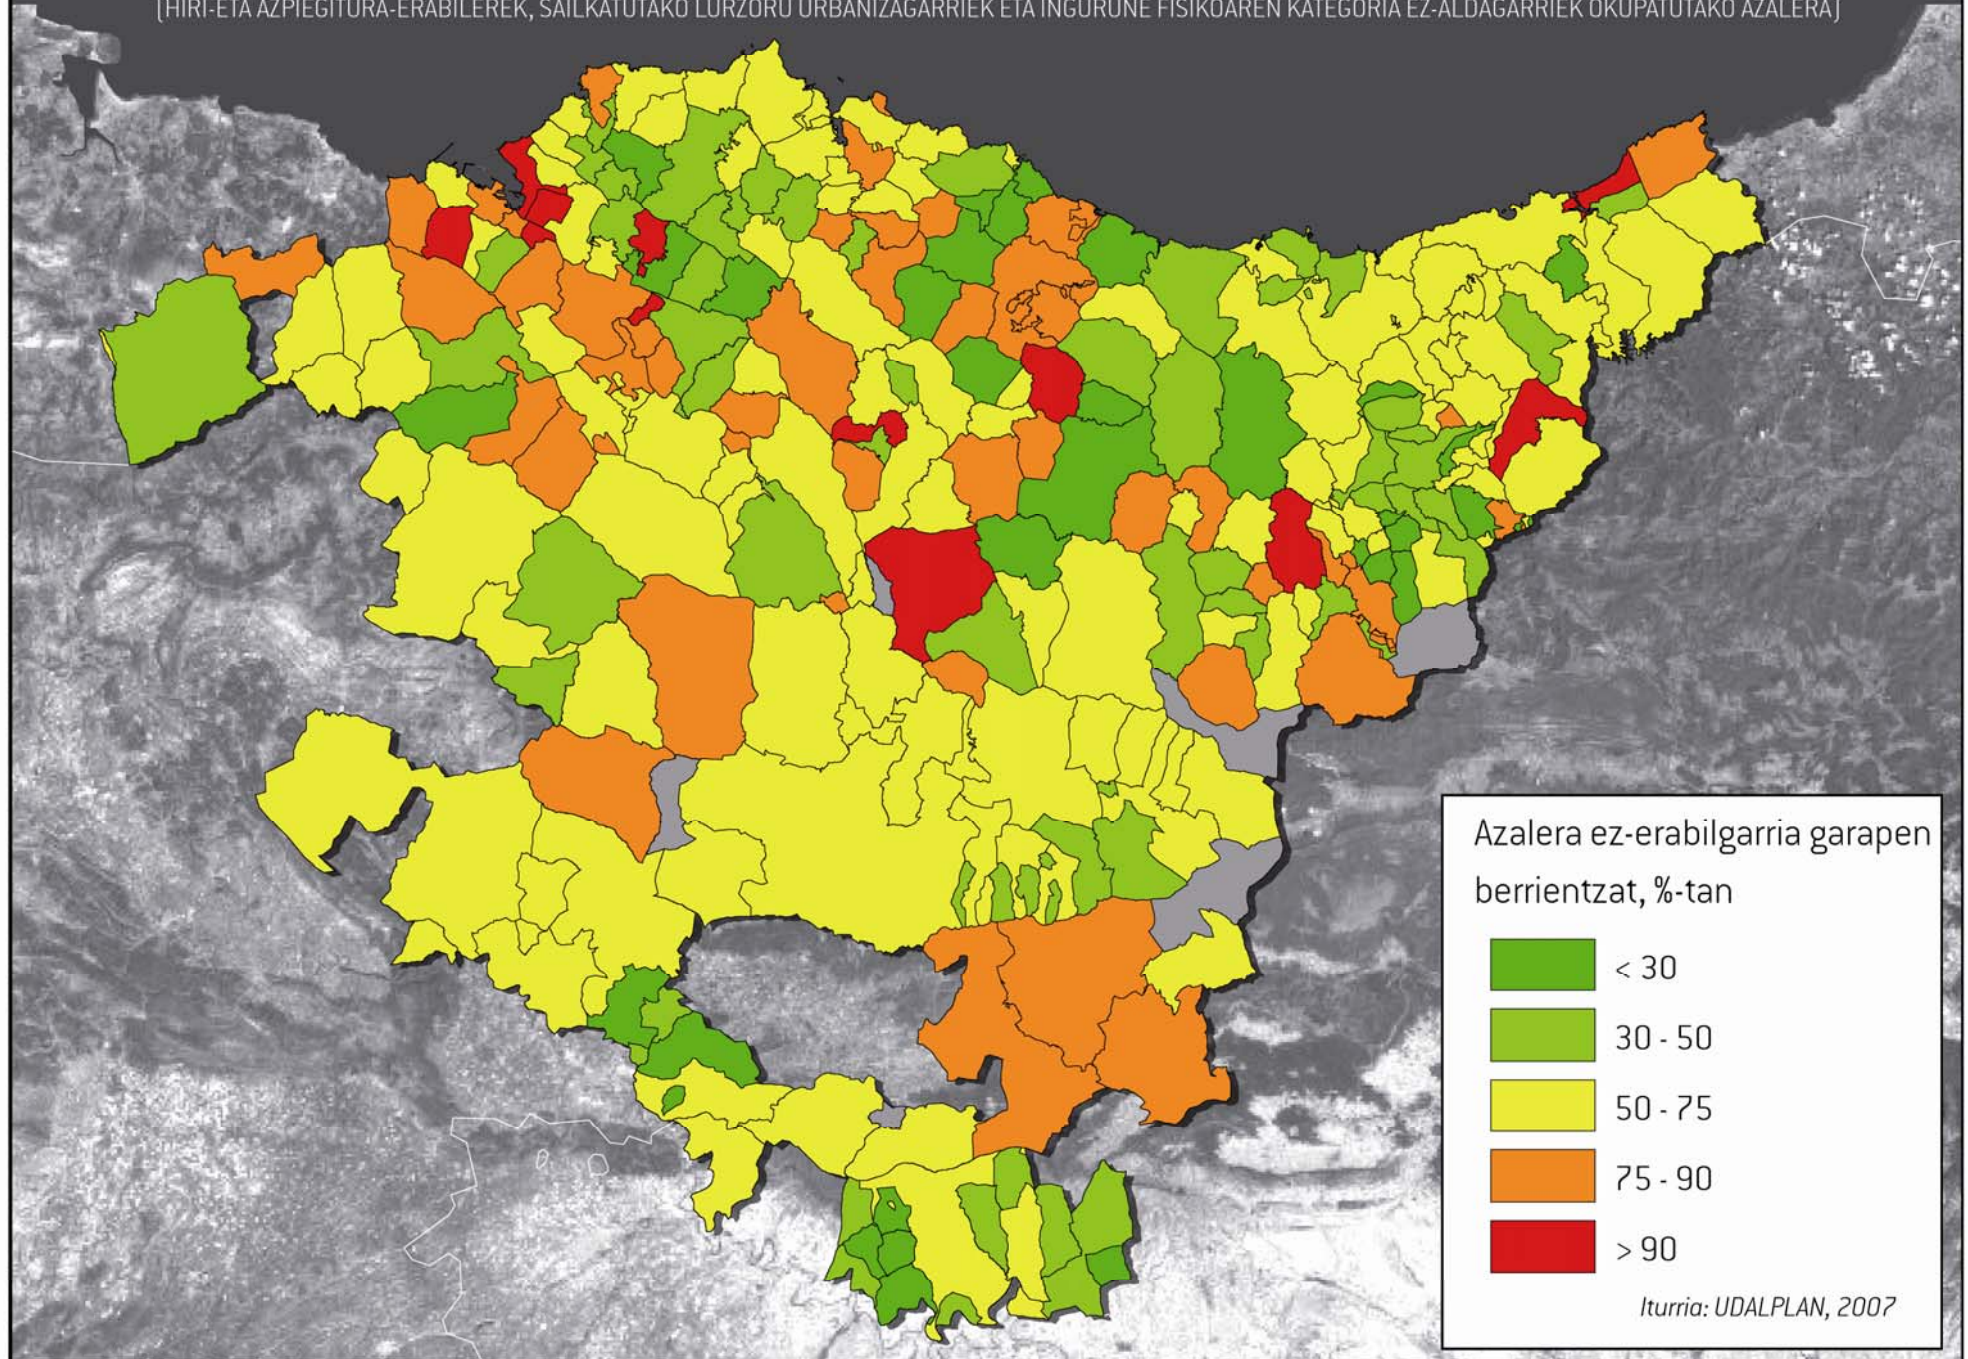 (HIRI-ETA AZPIEGITURA-ERABILEREK, SAILKATUTAKO LURZORU URBANIZAGARRIEK ETA INGURUNE FISIKOAREN KATEGORIA EZ-ALDAGARRIEK OKUPATUTAKO AZALERA)
Azalera ez-erabilgarria garapen
berrientzat, %-tan
< 30
30 - 50
50 - 75
75 - 90
> 90
Iturria: UDALPLAN, 2007